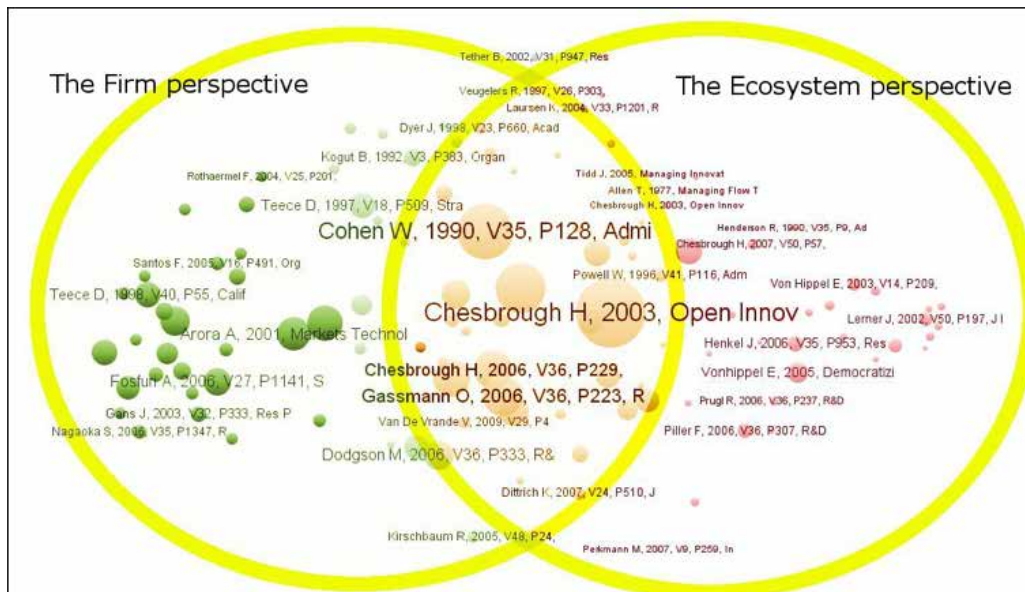 Tether B, 2002, V31, P947, Res
The Firm perspective
The Ecosystem perspective
Veugelers R, 1997, V26, P303,
Laursen K, 2004, V33, P1201, R
Dyer J, 1998, V23, P660, Acad
Kogut B, 1992, V3, P383, Organ
Rothaermel F, 2004, V25, P201,
Tidd J, 2005, Managing Innovat
Allen T, 1977, Managing Flow T
Teece D, 1997, V18, P509, Stra
Chesbrough H, 2003, Open Innov
Cohen W, 1990, V35, P128, Admi
Henderson R, 1990, V35, P9, Ad
Chesbrough H, 2007, V50, P57,
Santos F, 2005, V16, P491, Org
Powell W, 1996, V41, P116, Adm
Von Hippel E, 2003, V14, P209,
Teece D, 1998, V40, P55, Calif
Chesbrough H, 2003, Open Innov
Lerner J, 2002, V50, P197, J I
Arora A, 2001, Markets Technol
Henkel J, 2006, V35, P953, Res
Chesbrough H, 2006, V36, P229,
Vonhippel E, 2005, Democratizi
Fosfuri A, 2006, V27, P1141, S
Gassmann O, 2006, V36, P223, R
Prugl R, 2006, V36, P237, R&D
Gans J, 2003, V32, P333, Res P
Van De Vrande V, 2009, V29, P4
Nagaoka S, 2006, V35, P1347, R
Piller F, 2006, V36, P307, R&D
Dodgson M, 2006, V36, P333, R&
Dittrich K, 2007, V24, P510, J
Kirschbaum R, 2005, V48, P24,
Perkmann M, 2007, V9, P259, In